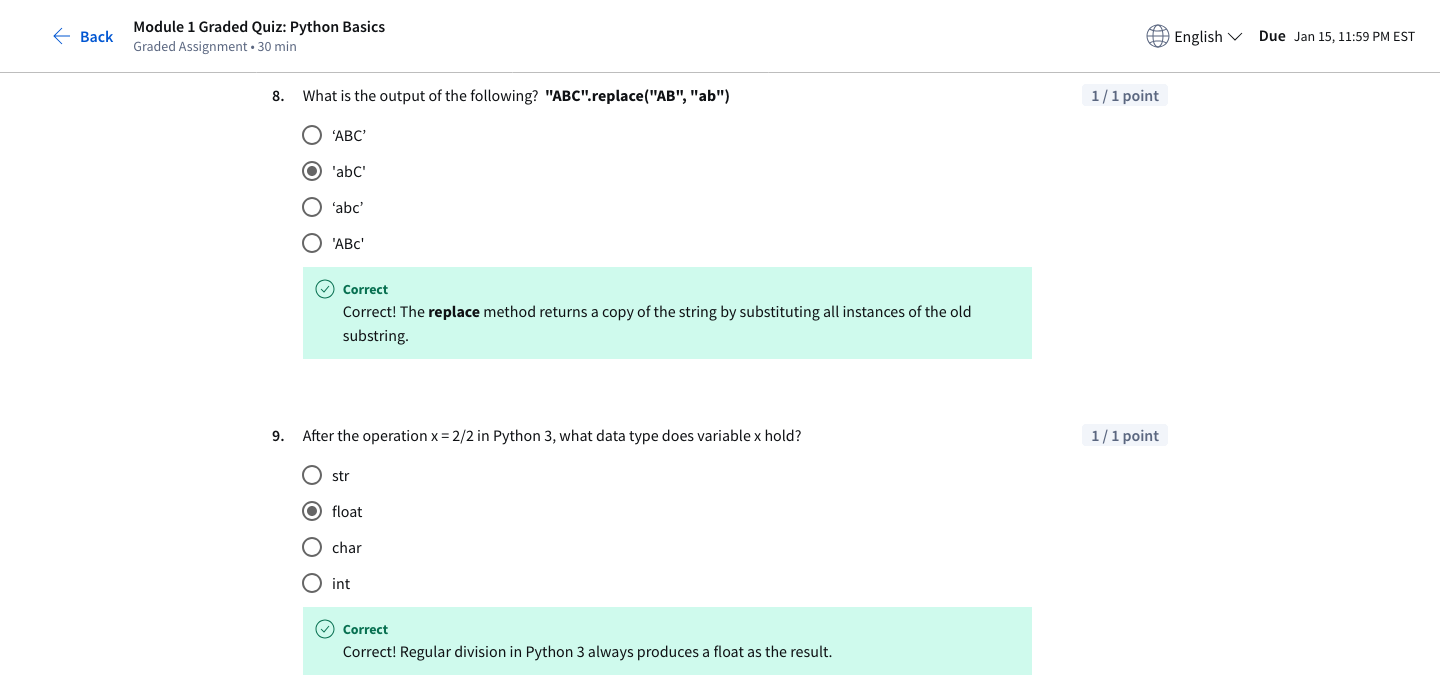 Back
Module 1 Graded Quiz: Python Basics
Graded Assignment • 30 min
English
Due Jan 15, 11:59 PM EST
8. What is the output of the following? "ABC".replace("AB", "ab")
1 / 1 point
‘ABC’
'abC'
‘abc’
'ABc'
Correct
Correct! The replace method returns a copy of the string by substituting all instances of the old
substring.
9. After the operation x = 2/2 in Python 3, what data type does variable x hold?
1 / 1 point
str
float
char
int
Correct
Correct! Regular division in Python 3 always produces a float as the result.